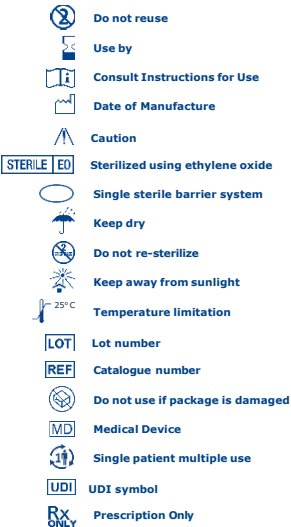 2 Do not reuse
Use by
i Consult Instructions for Use
Date of Manufacture
Caution
STERILE EO Sterilized using ethylene oxide
Single sterile barrier system
Keep dry
Do not re-sterilize
Keep away from sunlight
25°C Temperature limitation
LOT Lot number
REF Catalogue number
Do not use if package is damaged
MD Medical Device
1 Single patient multiple use
UDI UDI symbol
Rx ONLY Prescription Only